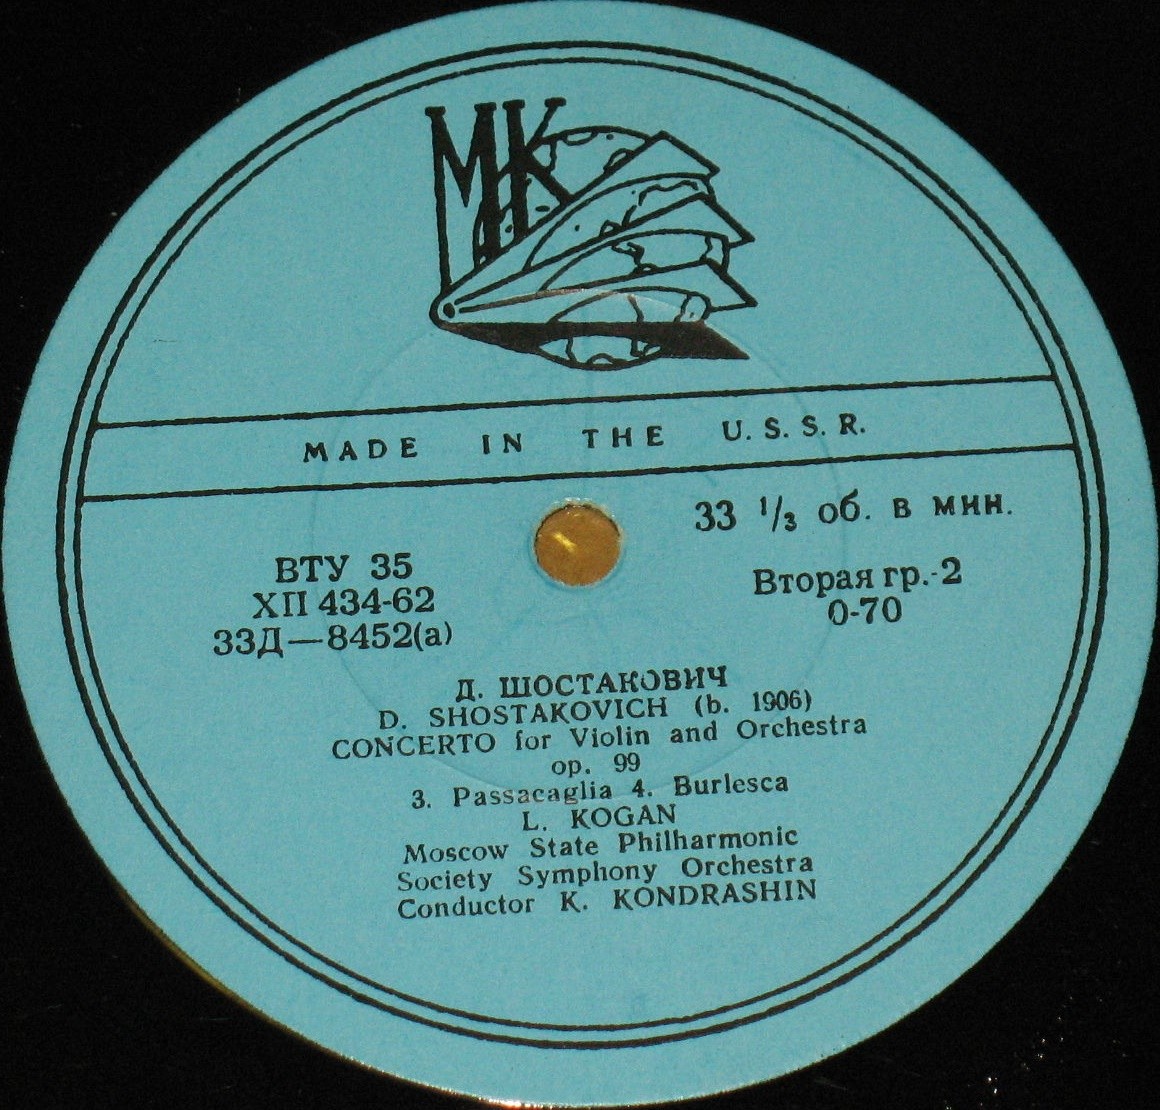 МК
MADE IN THE U.S.S.R.
33 1/3 об. в мин.
ВТУ 35
ХП 434-62
33Д—8452(а)
Вторая гр.-2
0-70
Д. ШОСТАКОВИЧ
D. SHOSTAKOVICH (b. 1906)
CONCERTO for Violin and Orchestra
op. 99
3. Passacaglia 4. Burlesca
L. KOGAN
Moscow State Philharmonic
Society Symphony Orchestra
Conductor K. KONDRASHIN